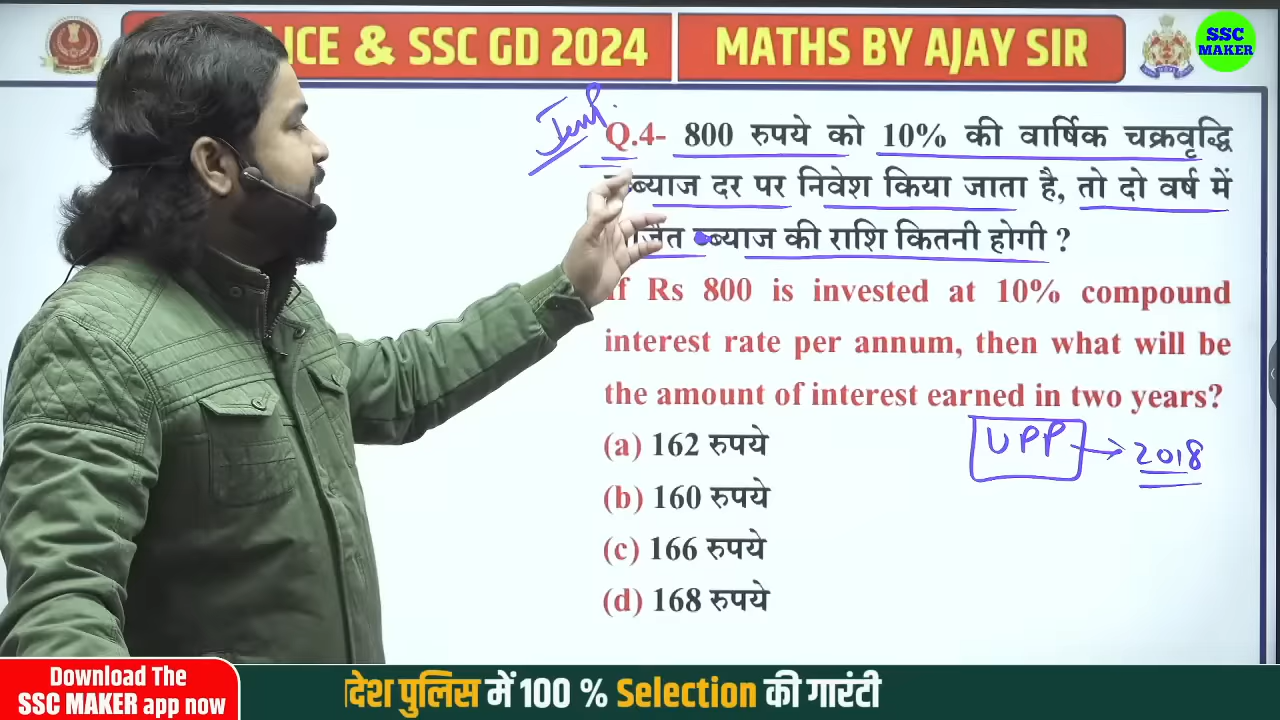 LICE & SSC GD 2024
MATHS BY AJAY SIR
SSC
MAKER
Imp.
Q.4- 800 रुपये को 10% की वार्षिक चक्रवृद्धि
ब्याज दर पर निवेश किया जाता है, तो दो वर्ष में
ब्याज की राशि कितनी होगी ?
If Rs 800 is invested at 10% compound
interest rate per annum, then what will be
the amount of interest earned in two years?
UPP → 2018
(a) 162 रुपये
(b) 160 रुपये
(c) 166 रुपये
(d) 168 रुपये
Download The
SSC MAKER app now
देश पुलिस में 100 % Selection की गारंटी